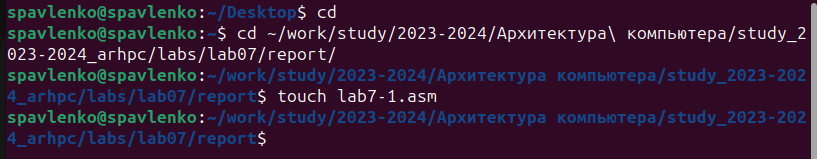 spavlenko@spavlenko:~/Desktop$ cd
spavlenko@spavlenko:~$ cd ~/work/study/2023-2024/Архитектура\ компьютера/study_2
023-2024_arhpc/labs/lab07/report/
spavlenko@spavlenko:~/work/study/2023-2024/Архитектура компьютера/study_2023-202
4_arhpc/labs/lab07/report$ touch lab7-1.asm
spavlenko@spavlenko:~/work/study/2023-2024/Архитектура компьютера/study_2023-202
4_arhpc/labs/lab07/report$